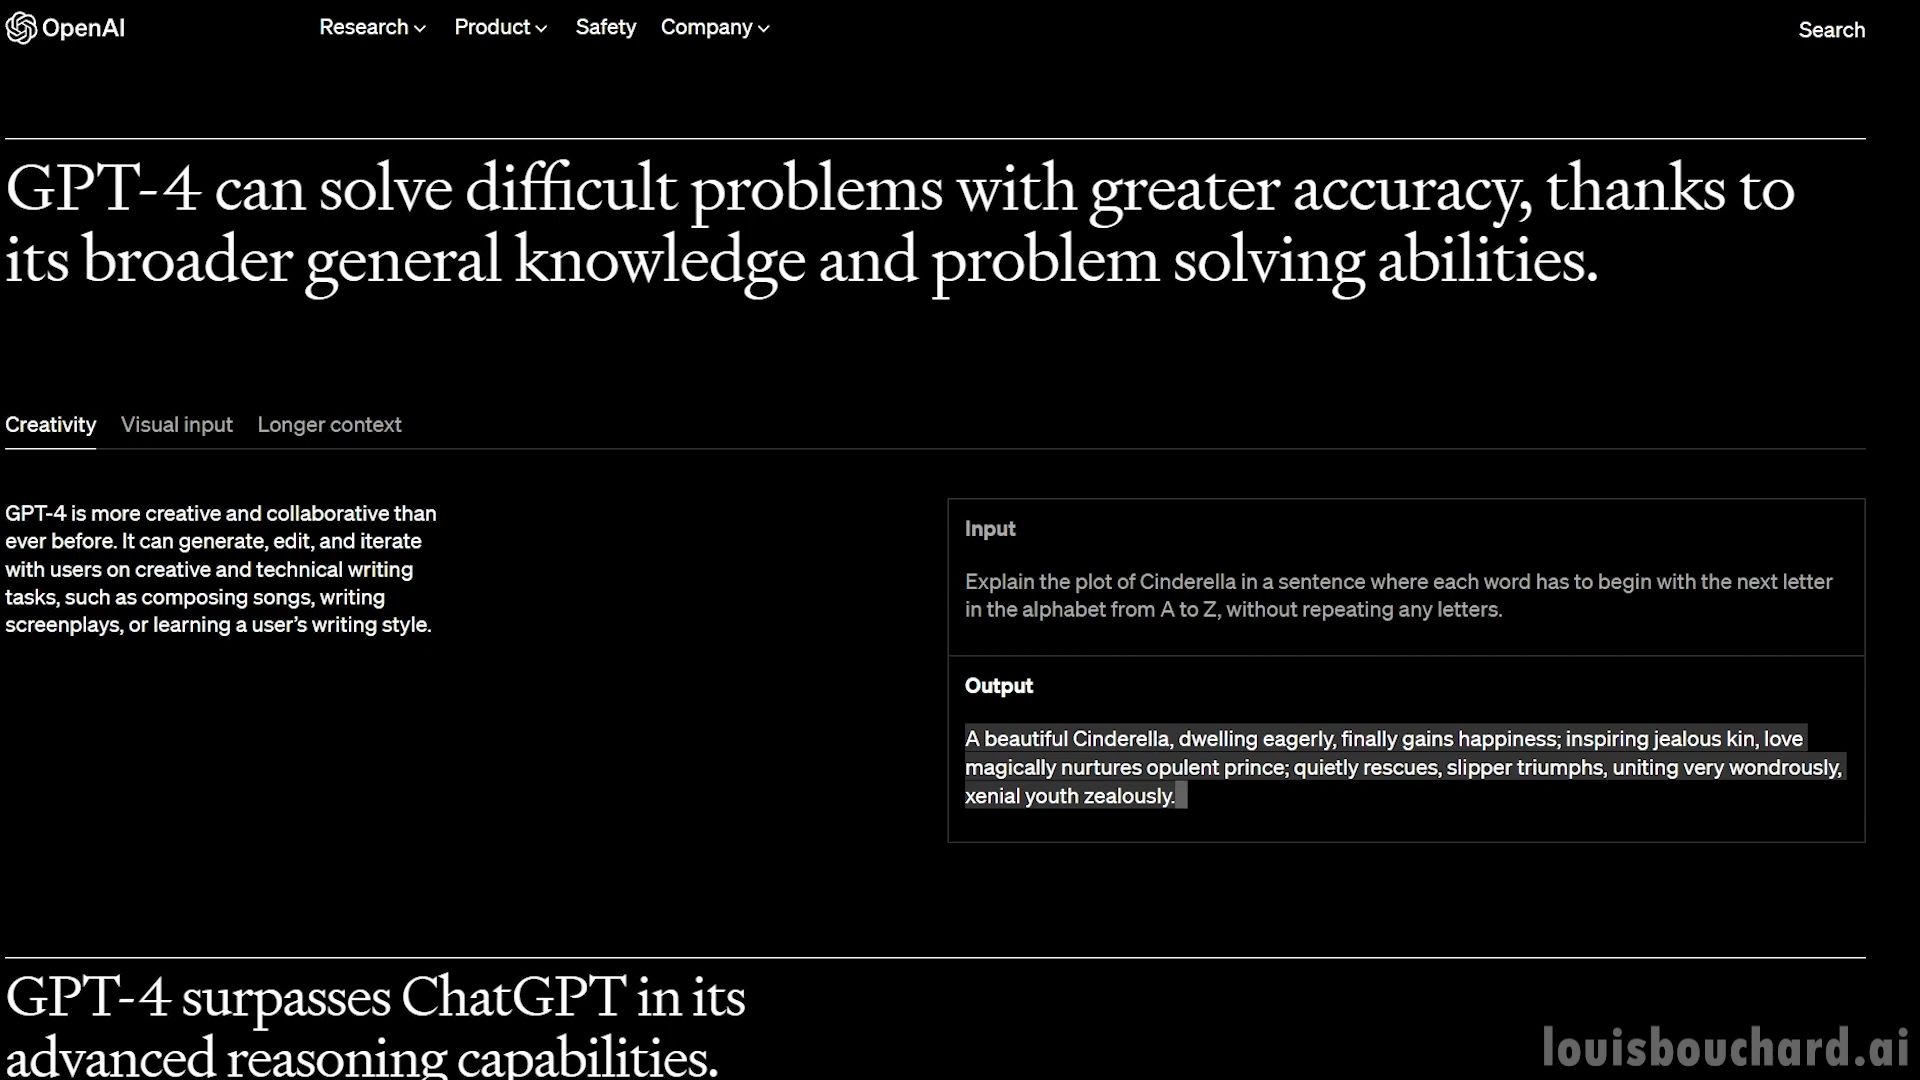 OpenAI
Research
Product
Safety
Company
Search
GPT-4 can solve difficult problems with greater accuracy, thanks to
its broader general knowledge and problem solving abilities.
Creativity
Visual input
Longer context
GPT-4 is more creative and collaborative than
ever before. It can generate, edit, and iterate
with users on creative and technical writing
tasks, such as composing songs, writing
screenplays, or learning a user’s writing style.
Input
Explain the plot of Cinderella in a sentence where each word has to begin with the next letter
in the alphabet from A to Z, without repeating any letters.
Output
A beautiful Cinderella, dwelling eagerly, finally gains happiness; inspiring jealous kin, love
magically nurtures opulent prince; quietly rescues, slipper triumphs, uniting very wondrously,
xenial youth zealously.
GPT-4 surpasses ChatGPT in its
advanced reasoning capabilities.
louisbouchard.ai